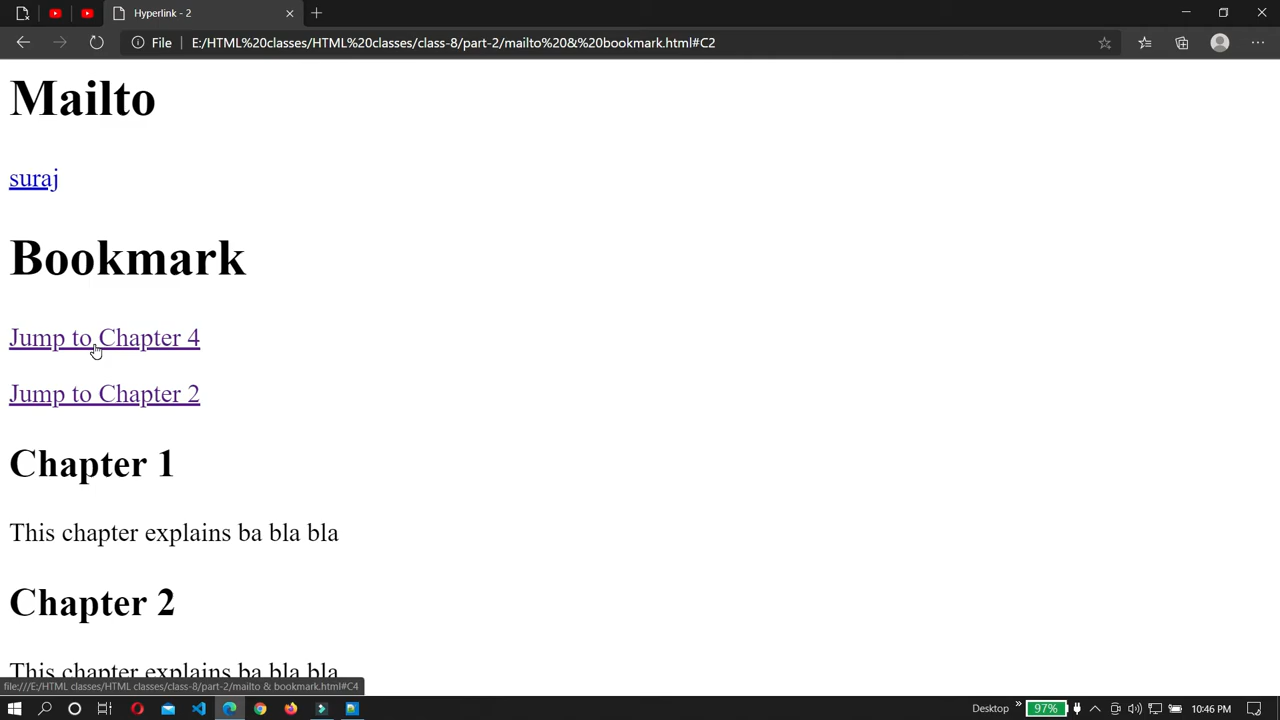 Hyperlink - 2
File
E:/HTML%20classes/HTML%20classes/class-8/part-2/mailto%20&%20bookmark.html#C2
Mailto
suraj
Bookmark
Jump to Chapter 4
Jump to Chapter 2
Chapter 1
This chapter explains ba bla bla
Chapter 2
This chapter explains ba bla bla
file:///E:/HTML classes/HTML classes/class-8/part-2/mailto & bookmark.html#C4
Desktop
97%
10:46 PM